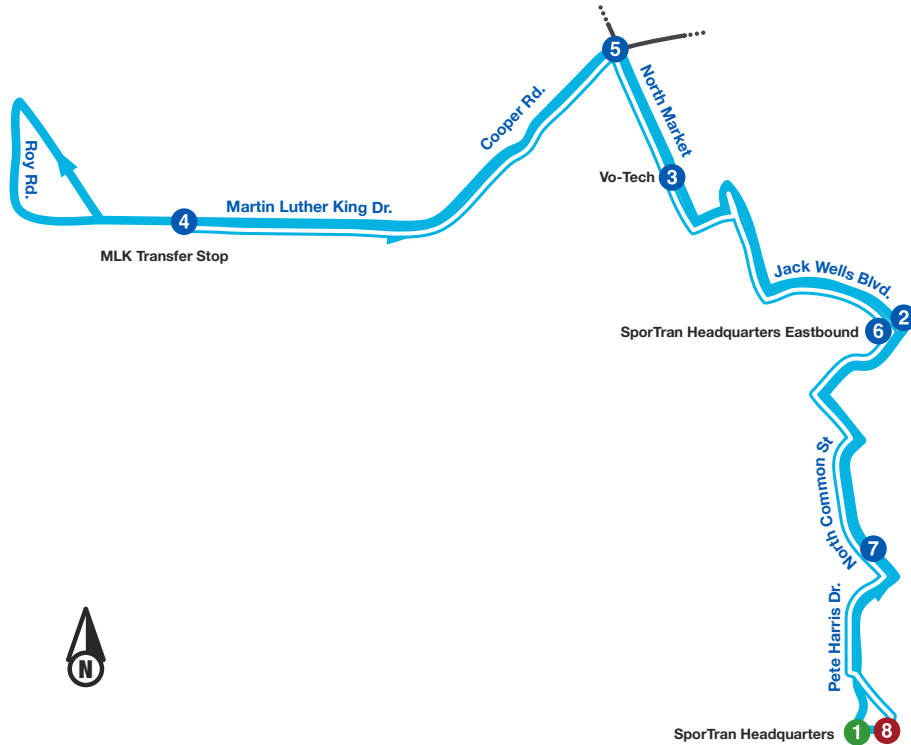 5
North Market
Cooper Rd.
Roy Rd.
Vo-Tech
3
Martin Luther King Dr.
4
MLK Transfer Stop
Jack Wells Blvd.
2
SporTran Headquarters Eastbound
6
North Common St
7
Pete Harris Dr.
N
SporTran Headquarters
1
8